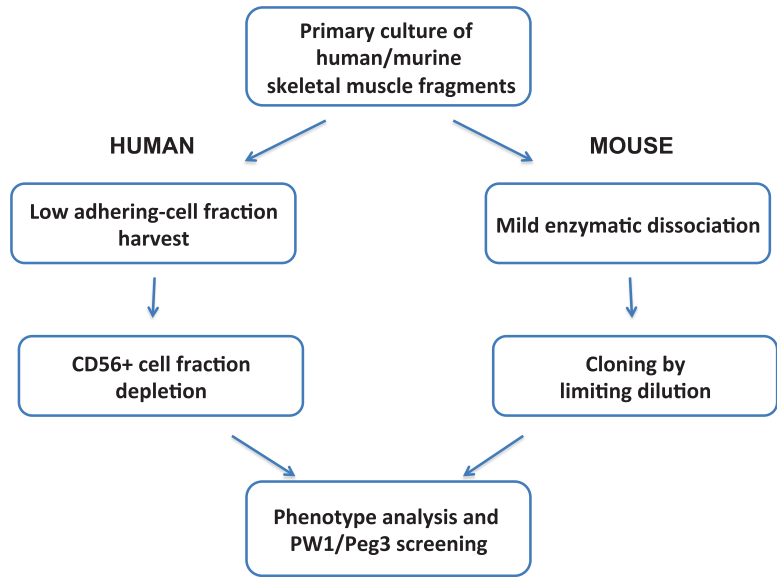 Primary culture of
human/murine
skeletal muscle fragments
HUMAN
MOUSE
Low adhering-cell fraction
harvest
Mild enzymatic dissociation
CD56+ cell fraction
depletion
Cloning by
limiting dilution
Phenotype analysis and
PW1/Peg3 screening